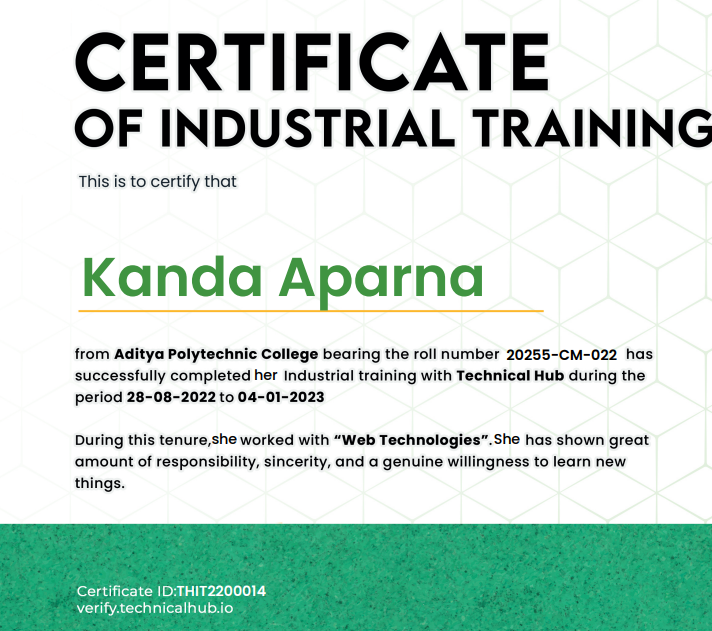 CERTIFICATE
OF INDUSTRIAL TRAINING
This is to certify that
Kanda Aparna
from Aditya Polytechnic College bearing the roll number 20255-CM-022 has
successfully completed her Industrial training with Technical Hub during the
period 28-08-2022 to 04-01-2023
During this tenure,she worked with “Web Technologies”.She has shown great
amount of responsibility, sincerity, and a genuine willingness to learn new
things.
Certificate ID:THIT2200014
verify.technicalhub.io